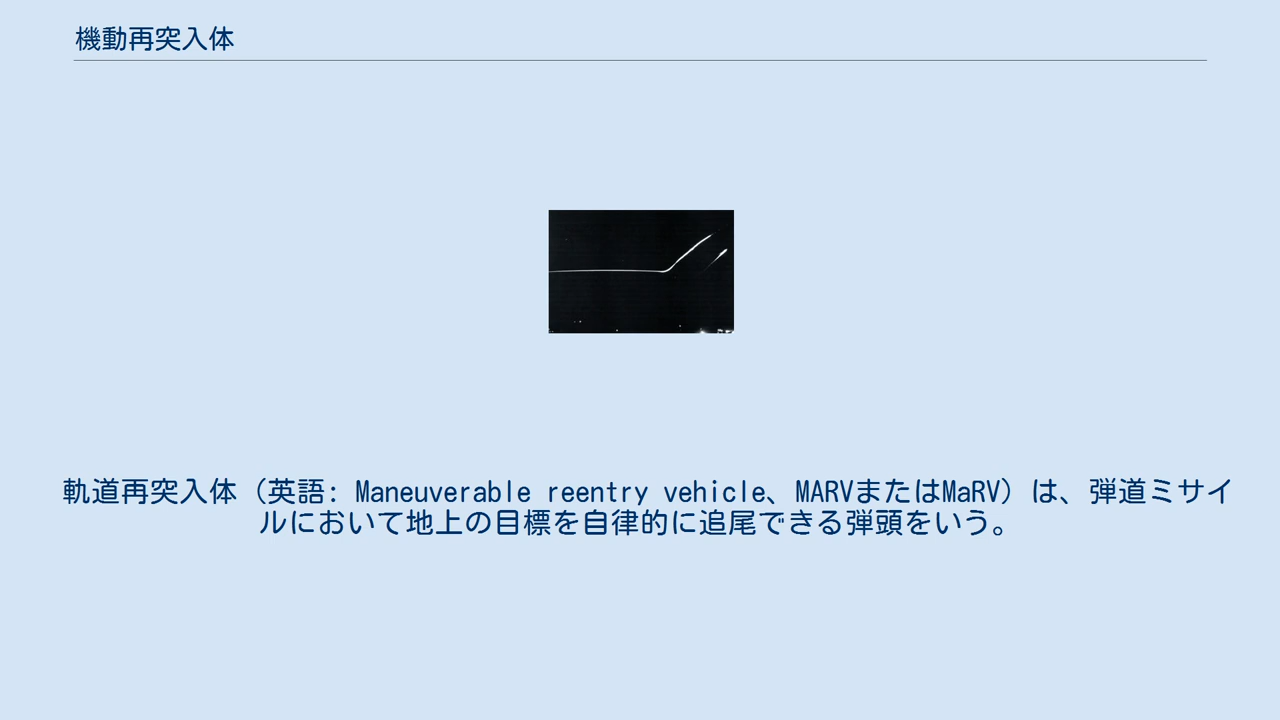 機動再突入体
軌道再突入体（英語: Maneuverable reentry vehicle、MARVまたはMaRV）は、弾道ミサイ
ルにおいて地上の目標を自律的に追尾できる弾頭をいう。